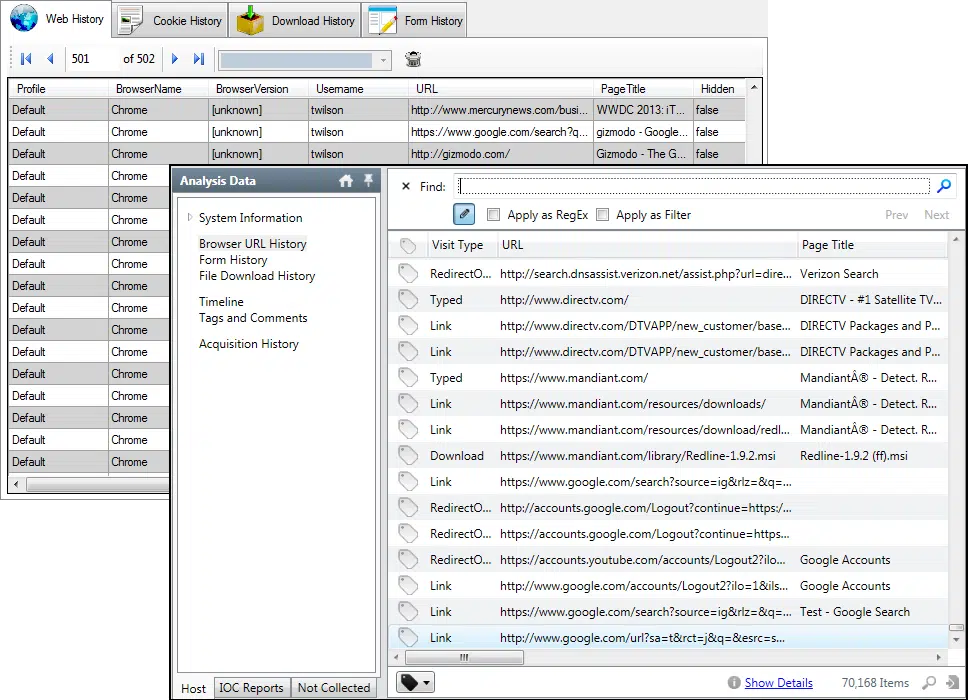 Web History Cookie History Download History Form History
501 of 502
Profile BrowserName BrowserVersion Username URL PageTitle Hidden
Default Chrome [unknown] twilson http://www.mercurynews.com/busi... WWDC 2013: iT... false
Default Chrome [unknown] twilson https://www.google.com/search?q... gizmodo - Google... false
Default Chrome [unknown] twilson http://gizmodo.com/ Gizmodo - The G... false
Default Chrome
Default Chrome
Default Chrome
Default Chrome
Default Chrome
Default Chrome
Default Chrome
Default Chrome
Default Chrome
Default Chrome
Default Chrome
Default Chrome
Default Chrome
Default Chrome
Analysis Data
System Information
Browser URL History
Form History
File Download History
Timeline
Tags and Comments
Acquisition History
Host IOC Reports Not Collected
Find:
Apply as RegEx Apply as Filter Prev Next
Visit Type URL Page Title
RedirectO... http://search.dnsassist.verizon.net/assist.php?url=dire... Verizon Search
Typed http://www.directv.com/ DIRECTV - #1 Satellite TV...
Link http://www.directv.com/DTVAPP/new_customer/base... DIRECTV Packages and P...
Link http://www.directv.com/DTVAPP/new_customer/base... DIRECTV Packages and P...
Typed https://www.mandiant.com/ MandiantÂ® - Detect. R...
Link https://www.mandiant.com/resources/downloads/ MandiantÂ® - Detect. R...
Link https://www.mandiant.com/resources/download/redl... MandiantÂ® - Detect. R...
Download https://www.mandiant.com/library/Redline-1.9.2.msi Redline-1.9.2 (ff).msi
Link https://www.google.com/search?source=ig&rlz=&q=...
RedirectO... http://accounts.google.com/Logout?continue=https:/...
RedirectO... https://accounts.google.com/Logout?continue=https...
RedirectO... https://accounts.youtube.com/accounts/Logout2?ilo... Google Accounts
Link http://www.google.com/accounts/Logout2?ilo=1&ils... Google Accounts
Link https://www.google.com/search?source=ig&rlz=&q=... Test - Google Search
Link http://www.google.com/url?sa=t&rct=j&q=&esrc=s...
Show Details 70,168 Items